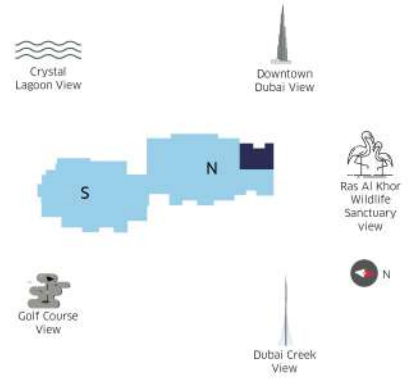 Crystal
Lagoon View
Downtown
Dubai View
N
S
Ras Al Khor
Wildlife
Sanctuary
view
N
Golf Course
View
Dubai Creek
View